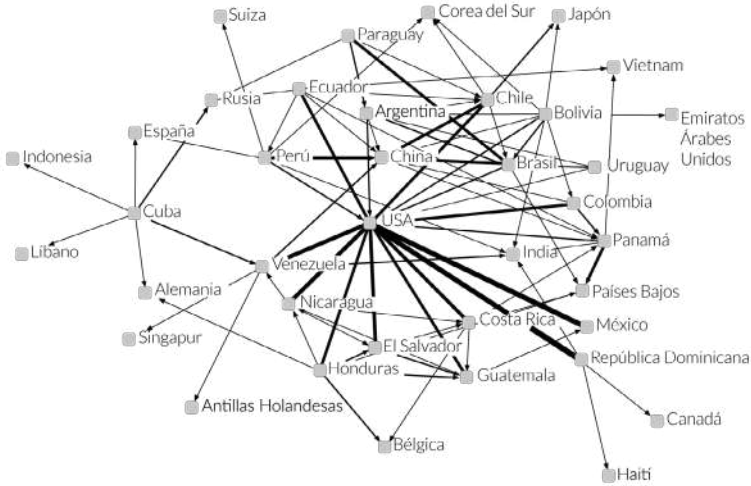 Suiza
Corea del Sur
Japón
Paraguay
Vietnam
Ecuador
Rusia
Chile
Argentina
Bolivia
Emiratos
Árabes
Unidos
España
Indonesia
Perú
China
Brasil
Uruguay
Cuba
Colombia
USA
Panamá
Líbano
Venezuela
India
Alemania
Países Bajos
Nicaragua
Costa Rica
México
Singapur
El Salvador
República Dominicana
Honduras
Guatemala
Antillas Holandesas
Canadá
Bélgica
Haití